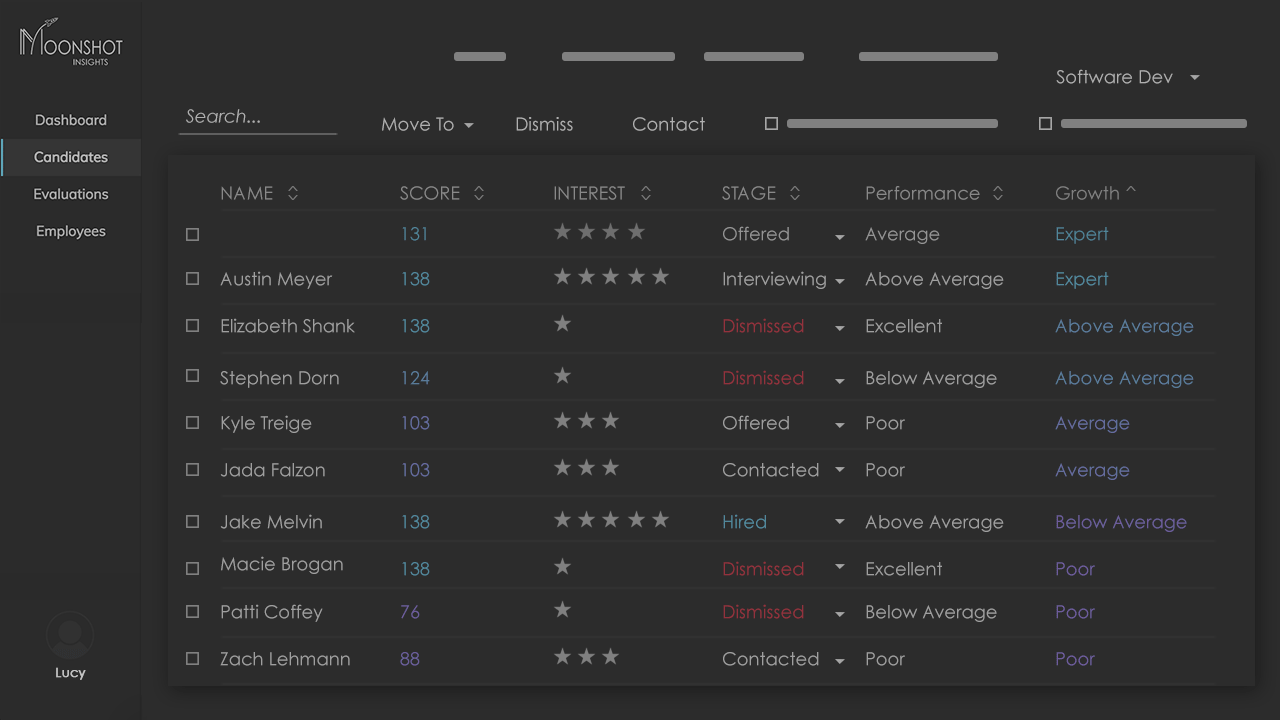 MOONSHOT
INSIGHTS
Software Dev
Search...
Move To
Dismiss
Contact
Dashboard
Candidates
Evaluations
Employees
NAME SCORE INTEREST STAGE Performance Growth
131 Offered Average Expert
Austin Meyer 138 Interviewing Above Average Expert
Elizabeth Shank 138 Dismissed Excellent Above Average
Stephen Dorn 124 Dismissed Below Average Above Average
Kyle Treige 103 Offered Poor Average
Jada Falzon 103 Contacted Poor Average
Jake Melvin 138 Hired Above Average Below Average
Macie Brogan 138 Dismissed Excellent Poor
Patti Coffey 76 Dismissed Below Average Poor
Zach Lehmann 88 Contacted Poor Poor
Lucy